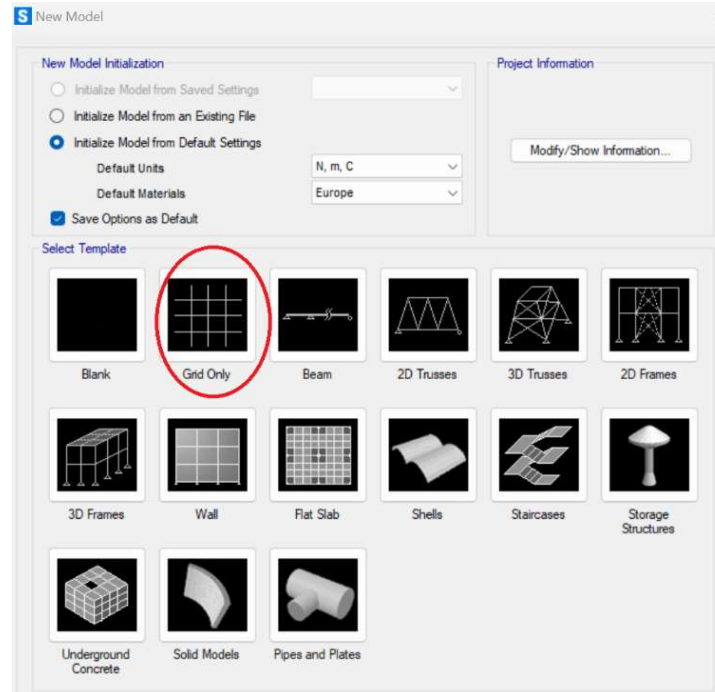 S New Model
New Model Initialization
Project Information
Initialize Model from Saved Settings
Initialize Model from an Existing File
Initialize Model from Default Settings
Modify/Show Information...
Default Units
N, m, C
Default Materials
Europe
Save Options as Default
Select Template
Blank
Grid Only
Beam
2D Trusses
3D Trusses
2D Frames
3D Frames
Wall
Flat Slab
Shells
Staircases
Storage
Structures
Underground
Concrete
Solid Models
Pipes and Plates